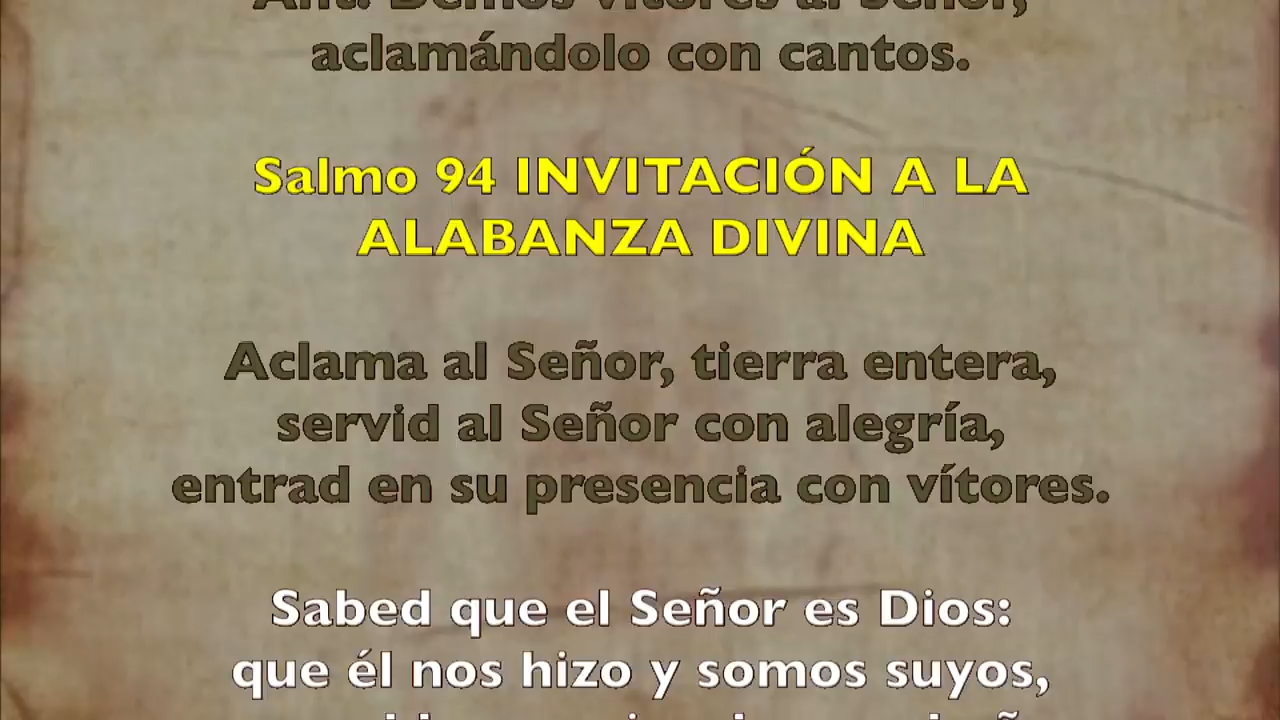 Ant. Demos vítores al Señor,
aclamándolo con cantos.
Salmo 94 INVITACIÓN A LA
ALABANZA DIVINA
Aclama al Señor, tierra entera,
servid al Señor con alegría,
entrad en su presencia con vítores.
Sabed que el Señor es Dios:
que él nos hizo y somos suyos,